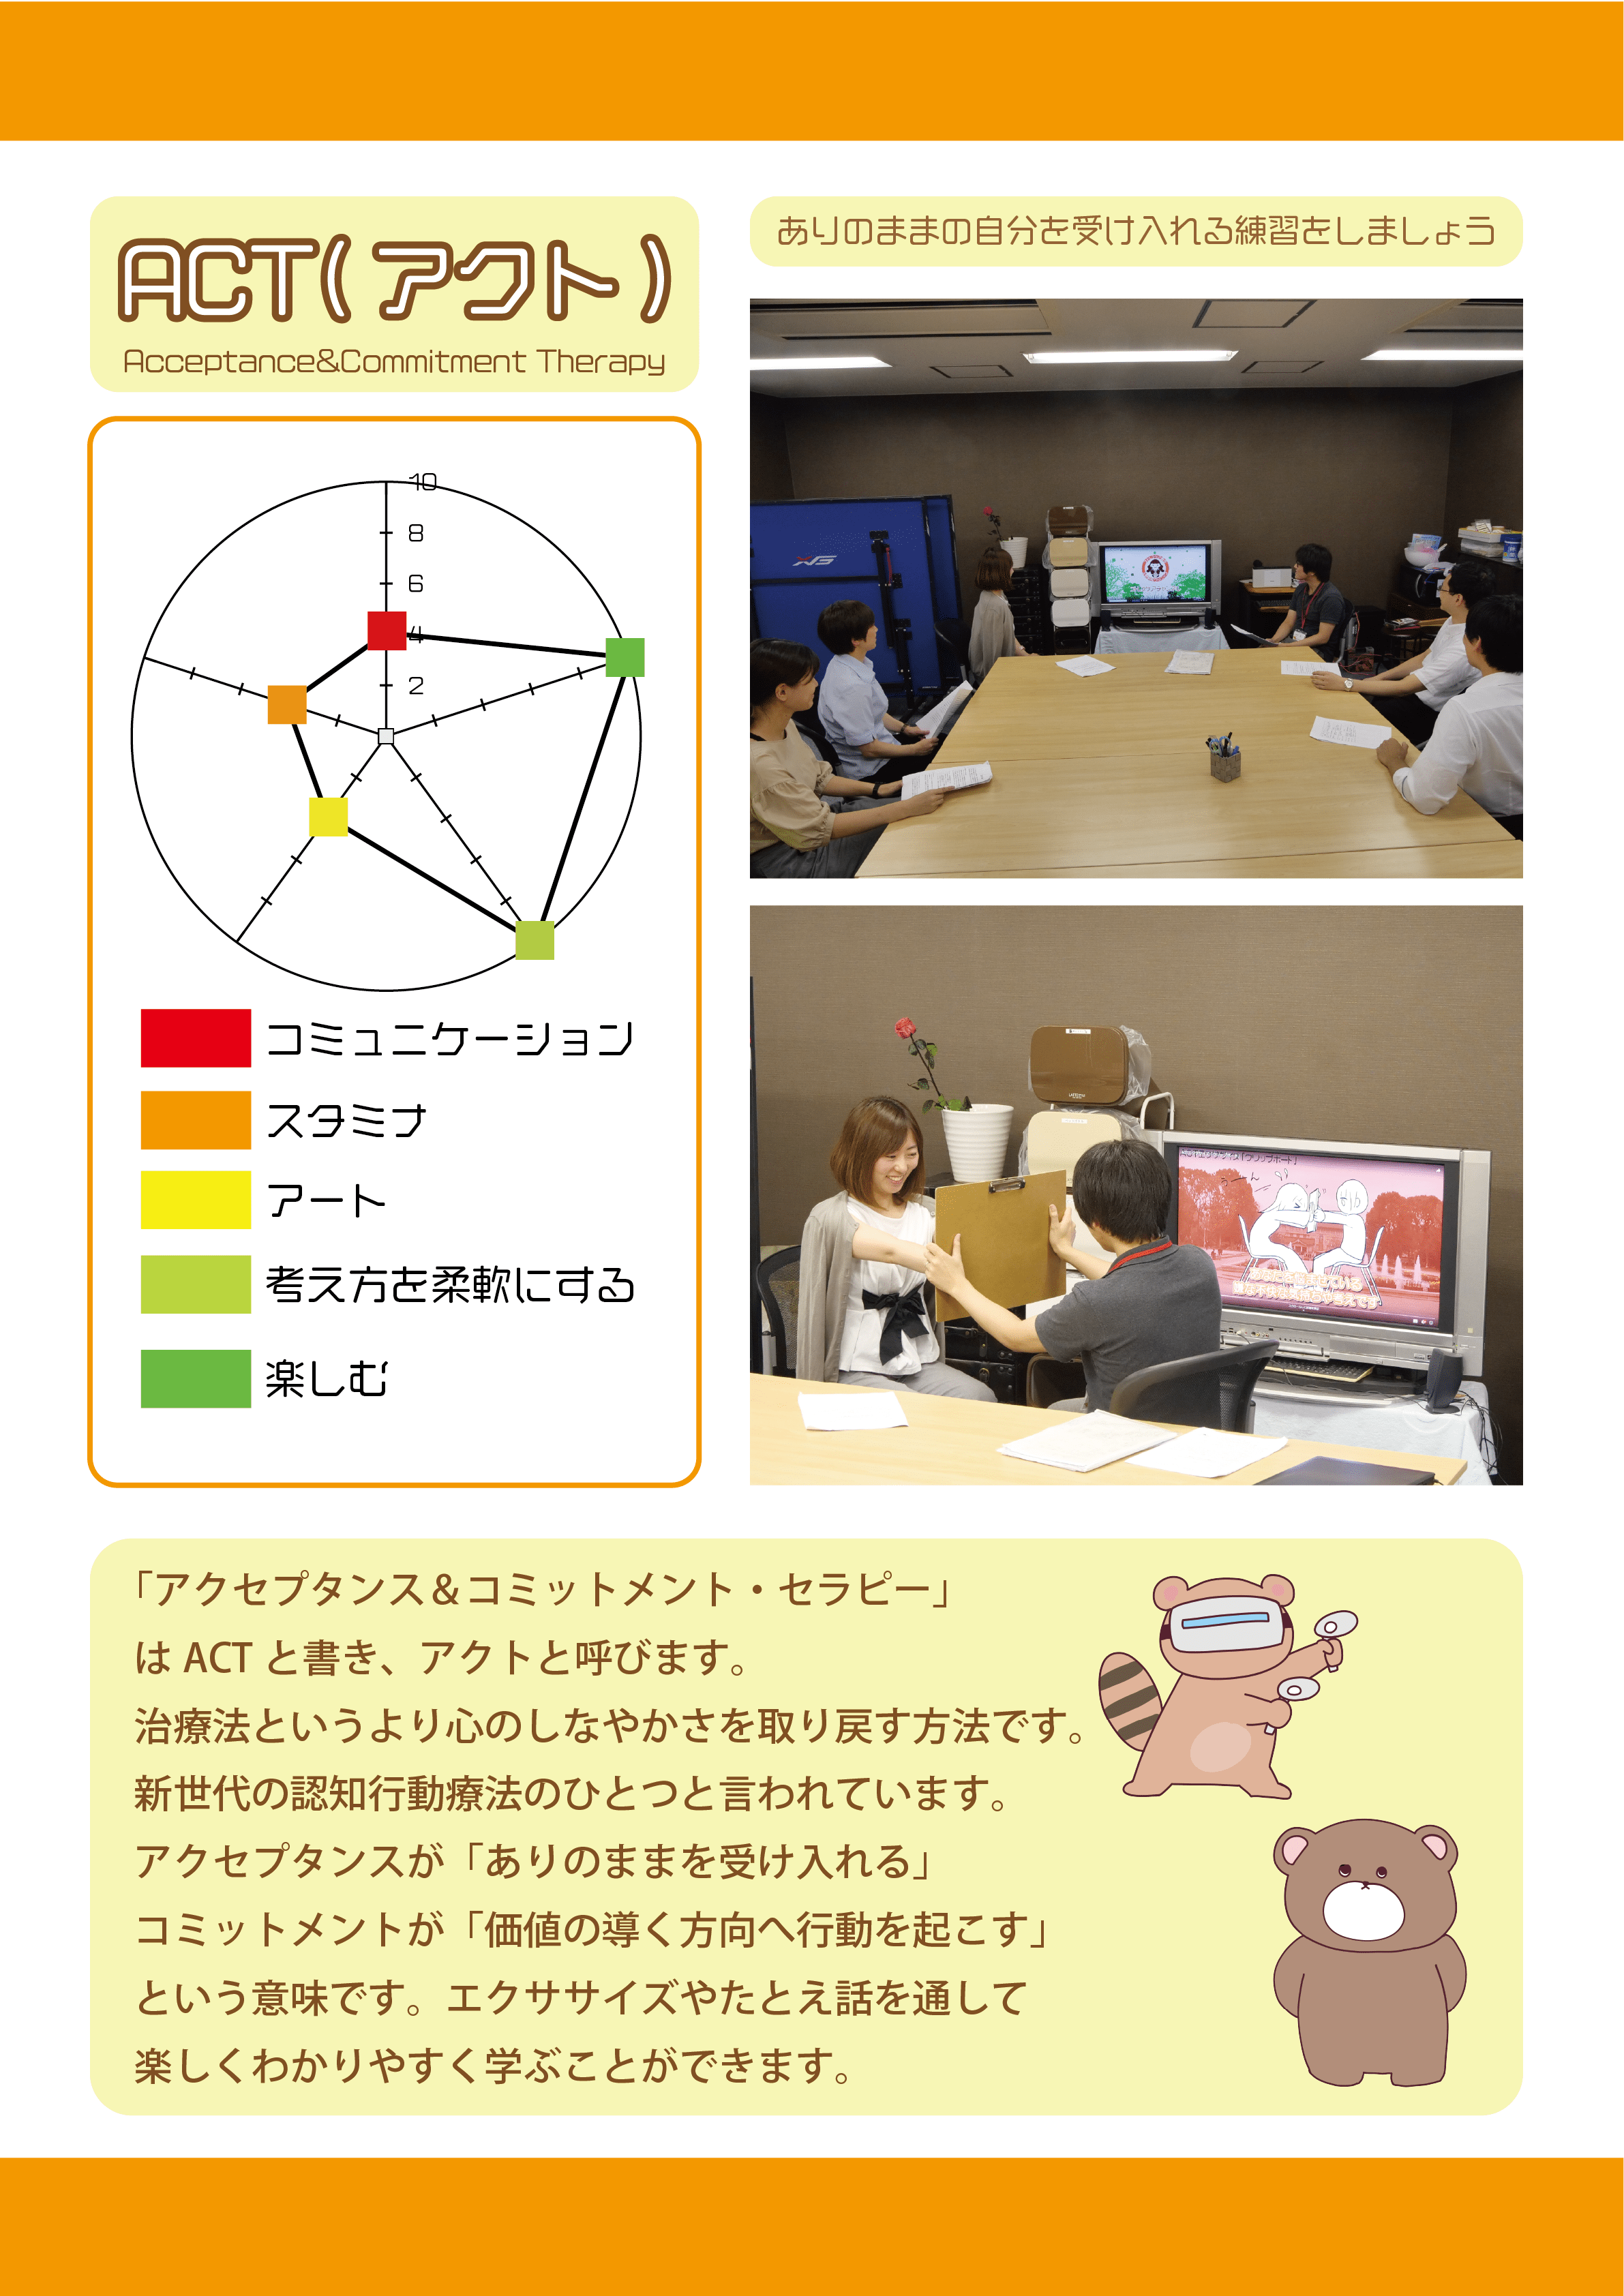 ACT(アクト)
Acceptance&Commitment Therapy
ありのままの自分を受け入れる練習をしましょう
10
8
6
4
2
コミュニケーション
スタミナ
アート
考え方を柔軟にする
楽しむ
「アクセプタンス＆コミットメント・セラピー」
は ACT と書き、アクトと呼びます。
治療法というより心のしなやかさを取り戻す方法です。
新世代の認知行動療法のひとつと言われています。
アクセプタンスが「ありのままを受け入れる」
コミットメントが「価値の導く方向へ行動を起こす」
という意味です。エクササイズやたとえ話を通して
楽しくわかりやすく学ぶことができます。